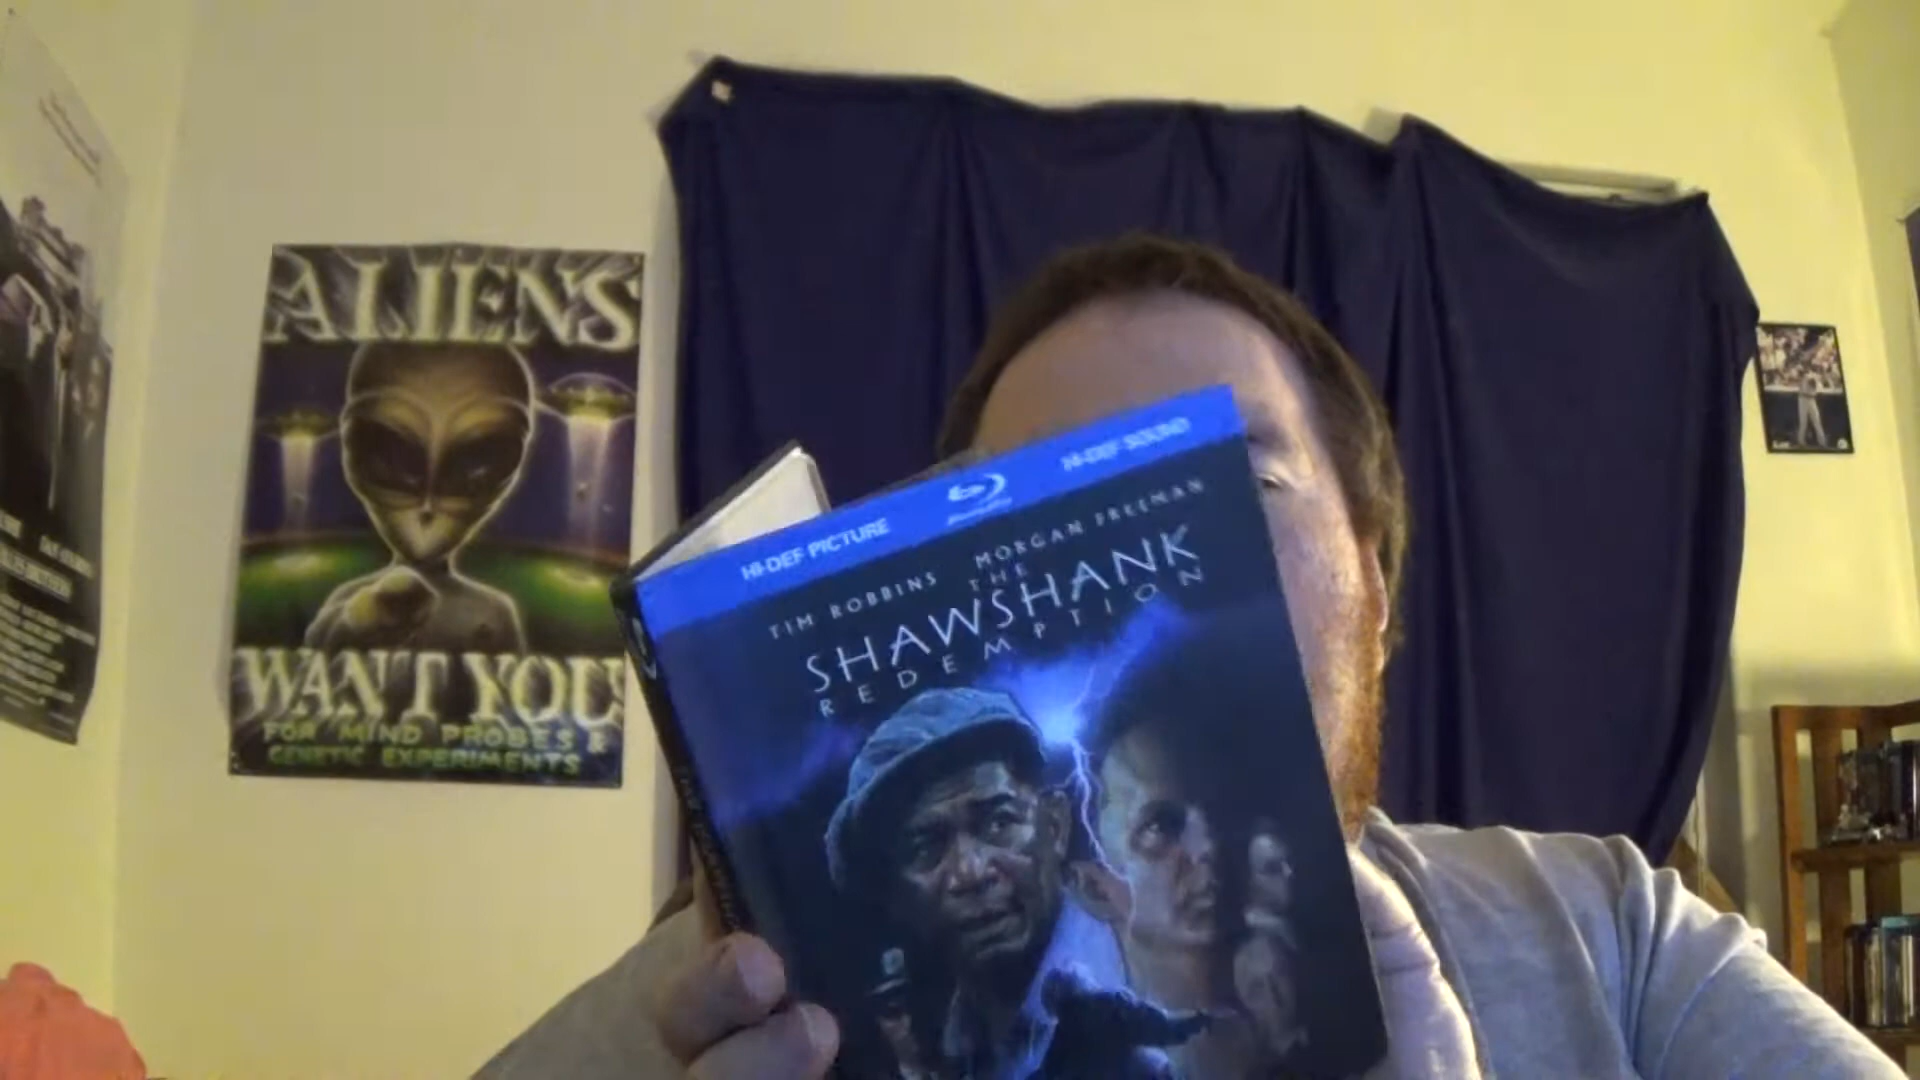 ALIENS
WANT YOU
FOR MIND PROBES &
GENETIC EXPERIMENTS
HI-DEF PICTURE
HI-DEF SOUND
TIM ROBBINS MORGAN FREEMAN
THE
SHAWSHANK
REDEMPTION